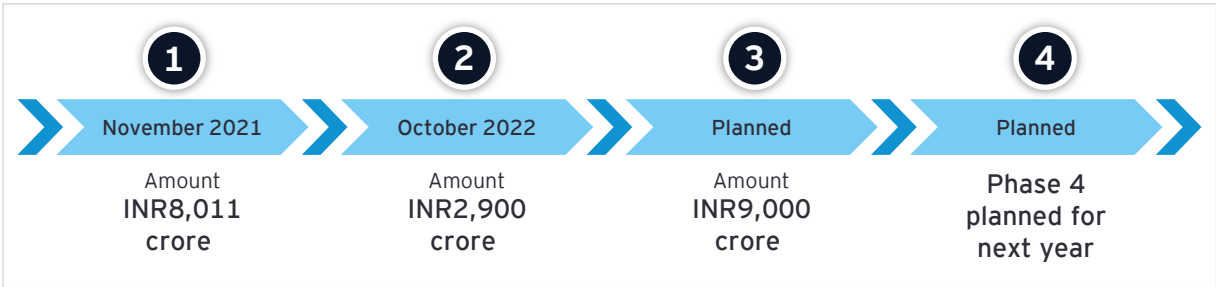 1
2
3
4
November 2021
October 2022
Planned
Planned
Amount
INR8,011
crore
Amount
INR2,900
crore
Amount
INR9,000
crore
Phase 4
planned for
next year